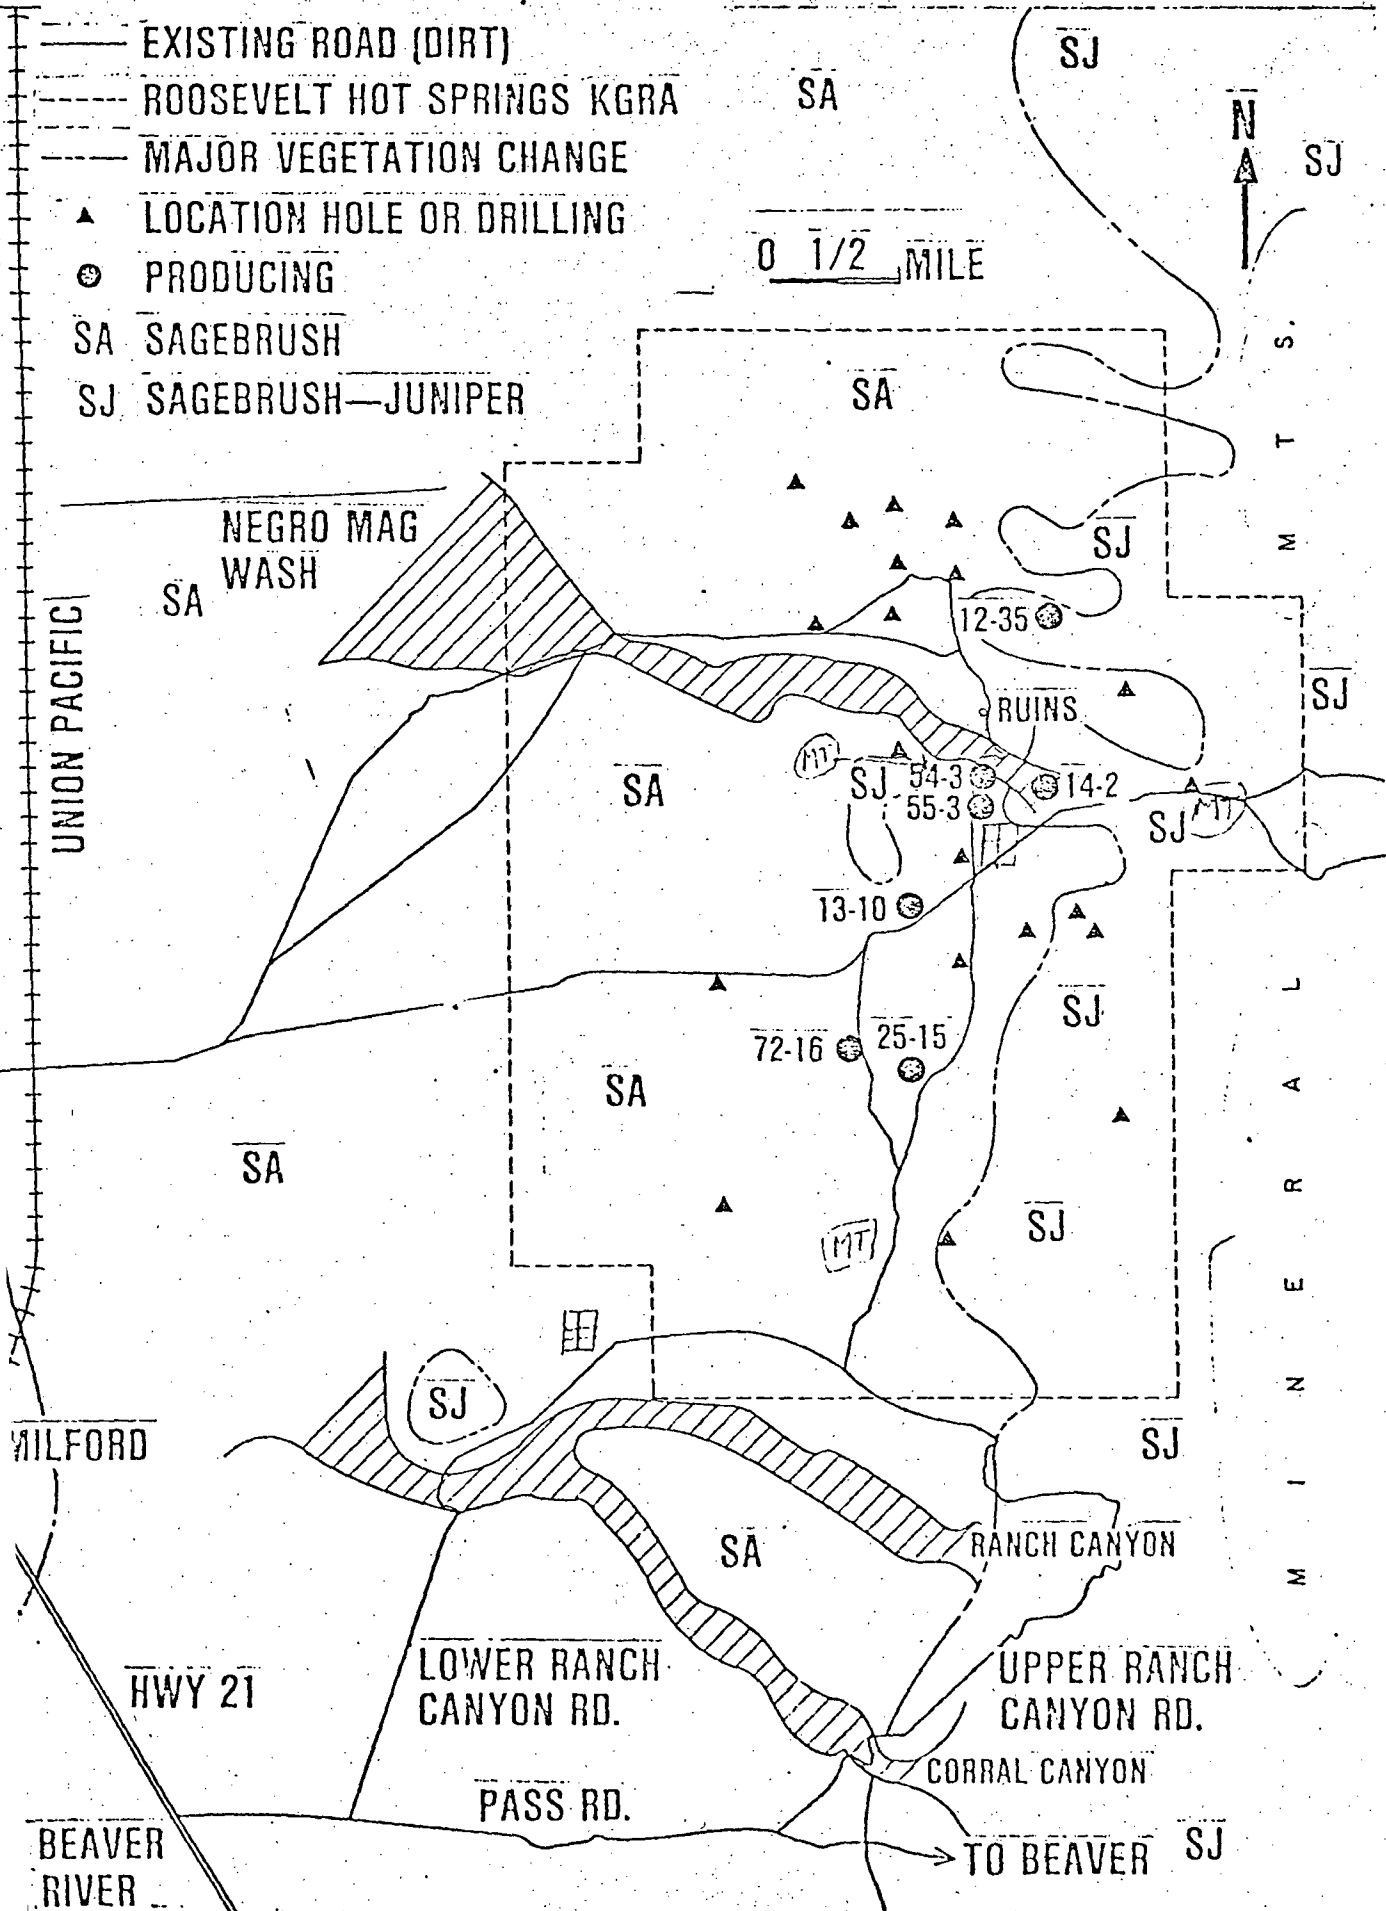 EXISTING ROAD (DIRT)
ROOSEVELT HOT SPRINGS KGRA
MAJOR VEGETATION CHANGE
LOCATION HOLE OR DRILLING
PRODUCING
SA SAGEBRUSH
SJ SAGEBRUSH—JUNIPER
SA
SJ
N
SJ
0 1/2 MILE
SA
NEGRO MAG
WASH
SA
SJ
12-35
UNION PACIFIC
RUINS
SJ
MT
SA
SJ
54-3
55-3
14-2
SJ
MT
13-10
SJ
72-16
25-15
SA
SA
SJ
MT
SJ
MILFORD
SJ
SA
RANCH CANYON
MINERAL MTS.
HWY 21
LOWER RANCH
CANYON RD.
UPPER RANCH
CANYON RD.
CORRAL CANYON
PASS RD.
BEAVER
RIVER
TO BEAVER
SJ